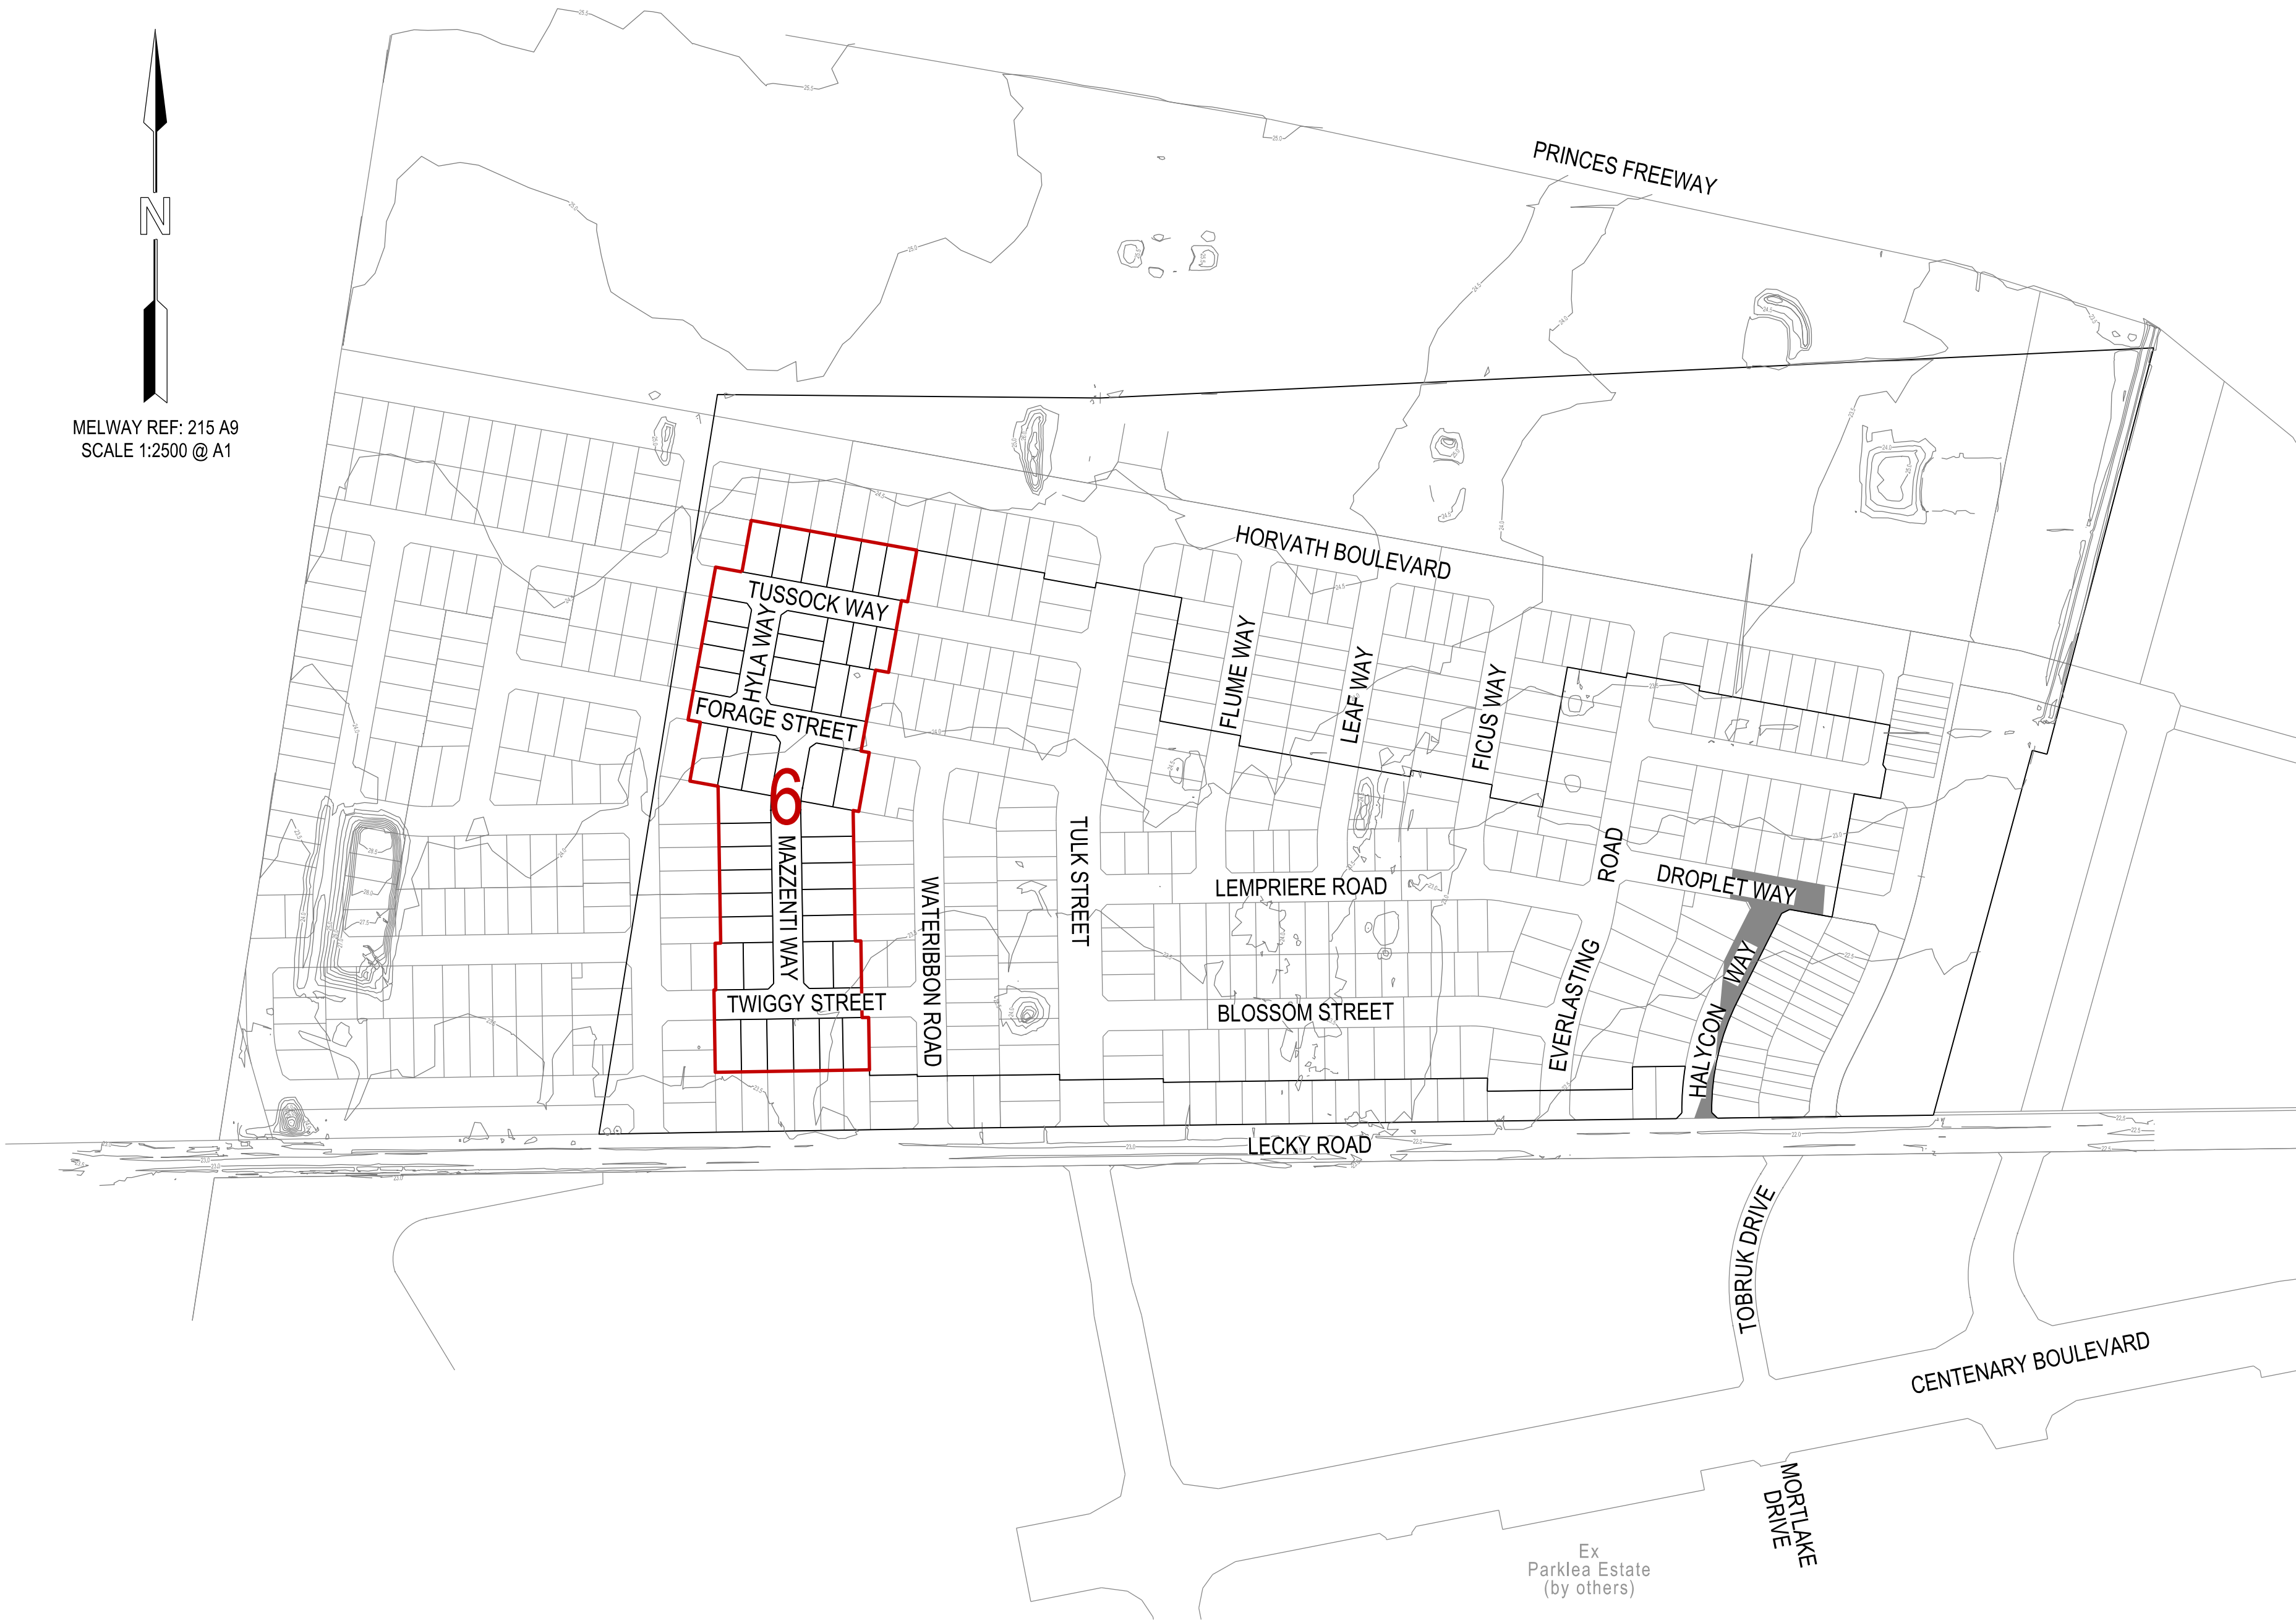 PRINCES FREEWAY
N
MELWAY REF: 215 A9
SCALE 1:2500 @ A1
HORVATH BOULEVARD
TUSSOCK WAY
HYLA WAY
FORAGE STREET
FLUME WAY
LEAF WAY
FICUS WAY
6
MAZZENTI WAY
TULK STREET
WATERIBBON ROAD
LEMPRIERE ROAD
ROAD
EVERLASTING
DROPLET WAY
HALYCON WAY
TWIGGY STREET
BLOSSOM STREET
LECKY ROAD
TOBRUK DRIVE
CENTENARY BOULEVARD
MORTLAKE
DRIVE
Ex
Parklea Estate
(by others)